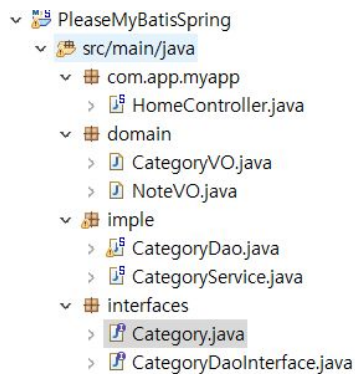 PleaseMyBatisSpring
src/main/java
com.app.myapp
HomeController.java
domain
CategoryVO.java
NoteVO.java
imple
CategoryDao.java
CategoryService.java
interfaces
Category.java
CategoryDaoInterface.java